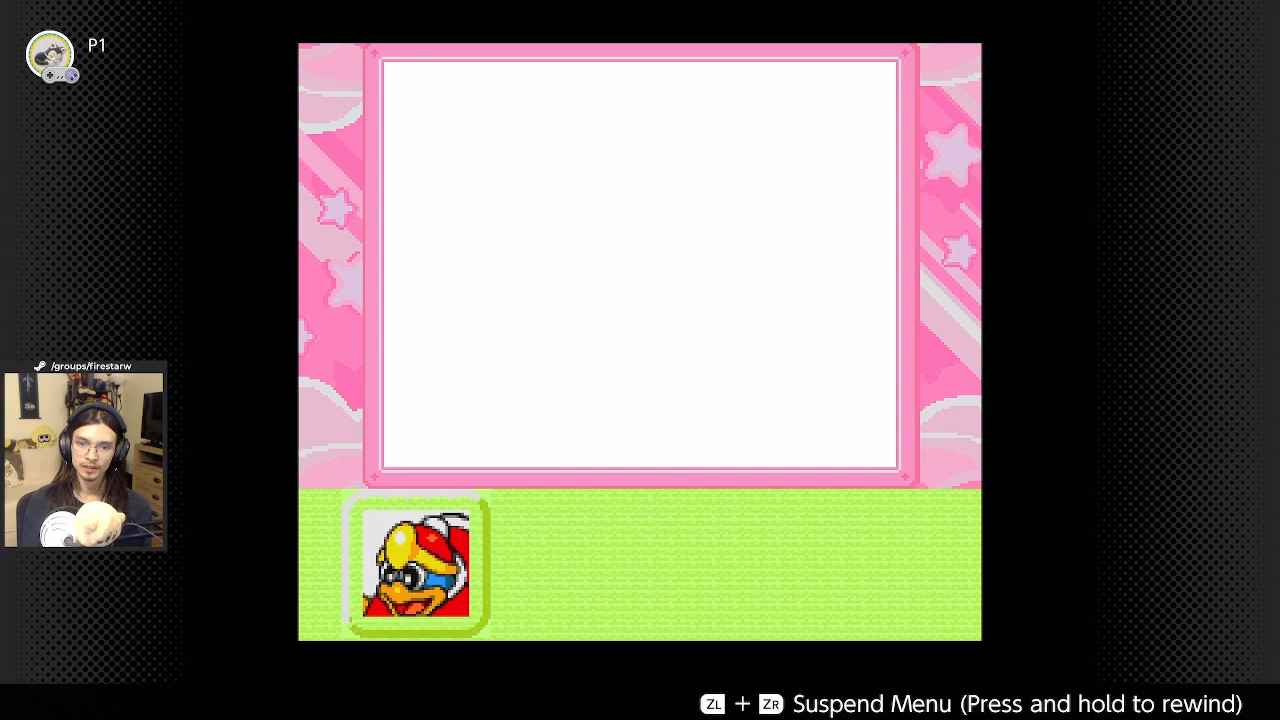 P1
/groups/firestarw
ZL + ZR Suspend Menu (Press and hold to rewind)